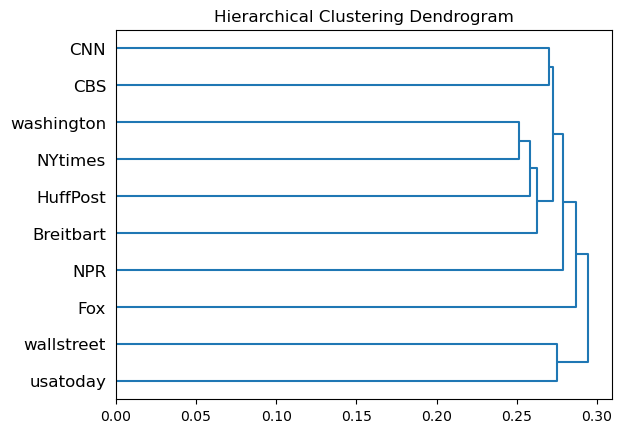 Hierarchical Clustering Dendrogram
CNN
CBS
washington
NYtimes
HuffPost
Breitbart
NPR
Fox
wallstreet
usatoday
0.00 0.05 0.10 0.15 0.20 0.25 0.30